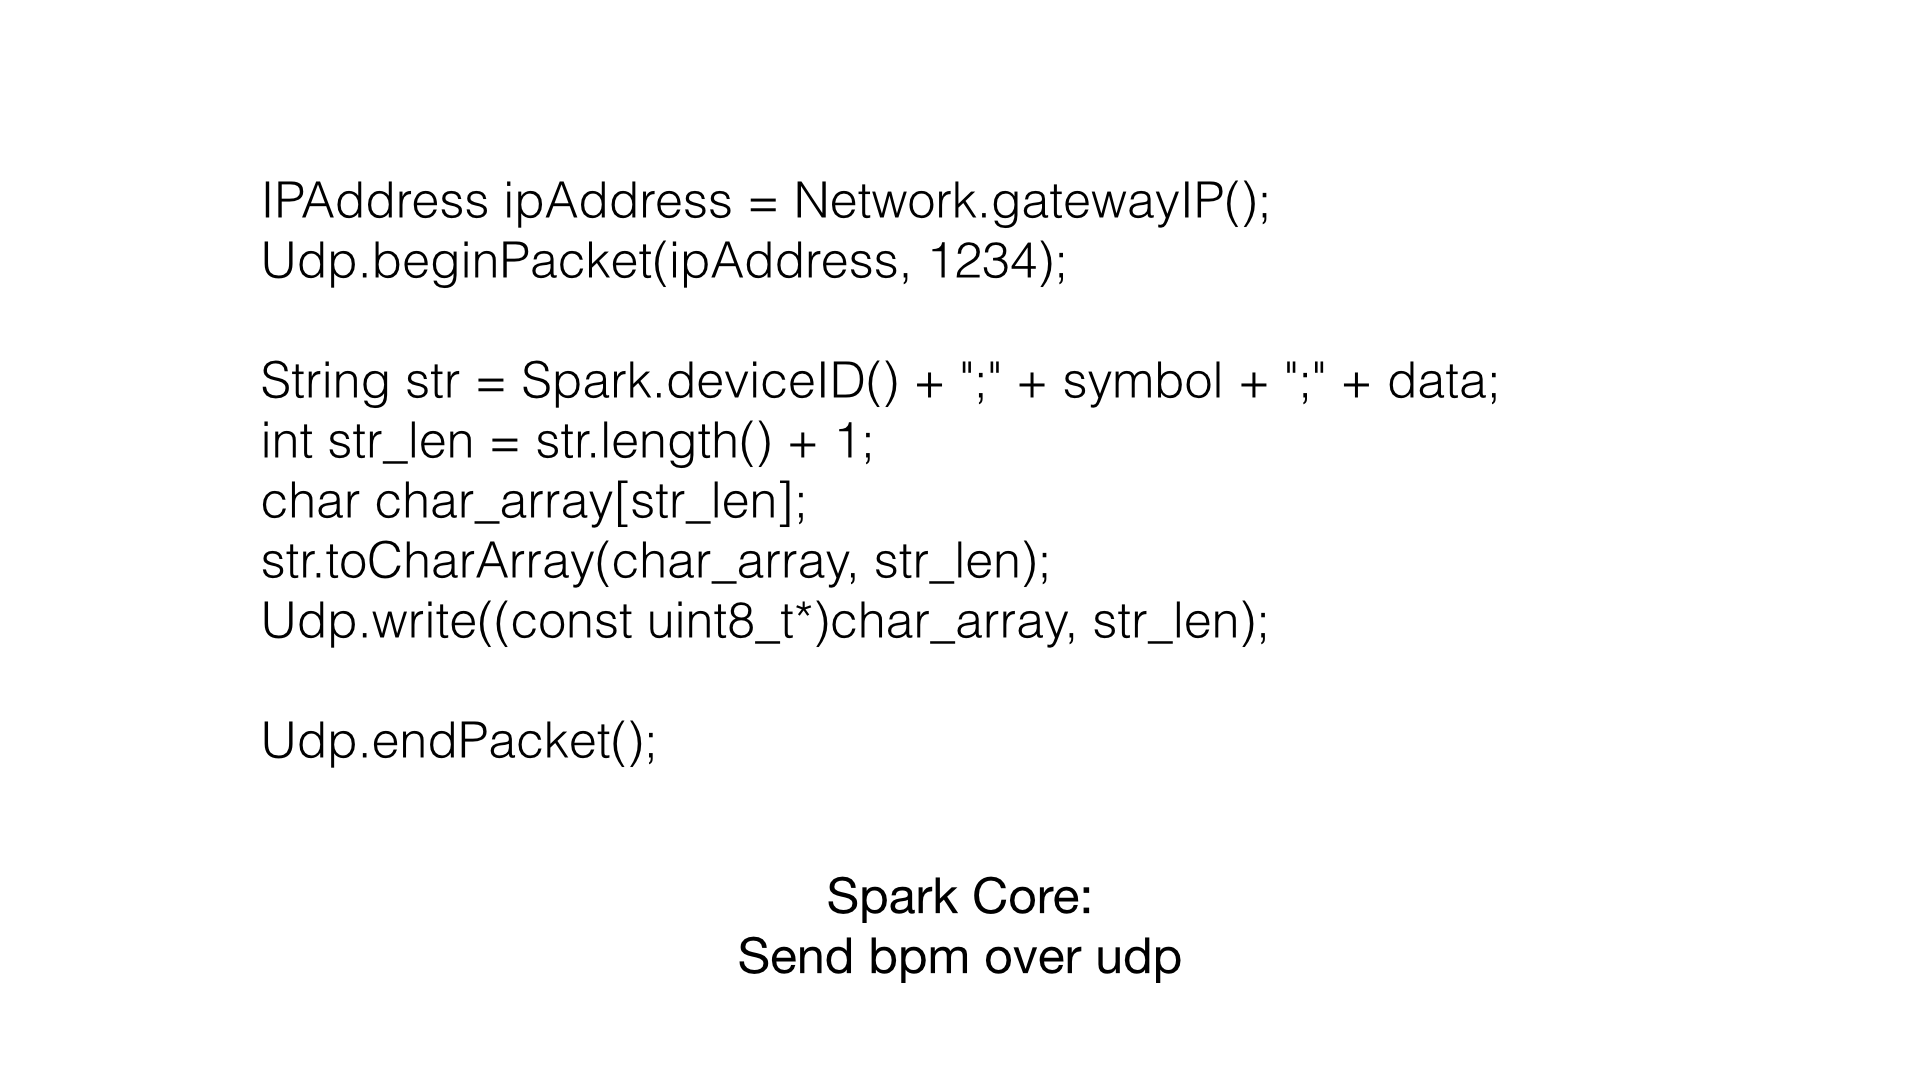 IPAddress ipAddress = Network.gatewayIP();
Udp.beginPacket(ipAddress, 1234);
String str = Spark.deviceID() + ";" + symbol + ";" + data;
int str_len = str.length() + 1;
char char_array[str_len];
str.toCharArray(char_array, str_len);
Udp.write((const uint8_t*)char_array, str_len);
Udp.endPacket();
Spark Core:
Send bpm over udp